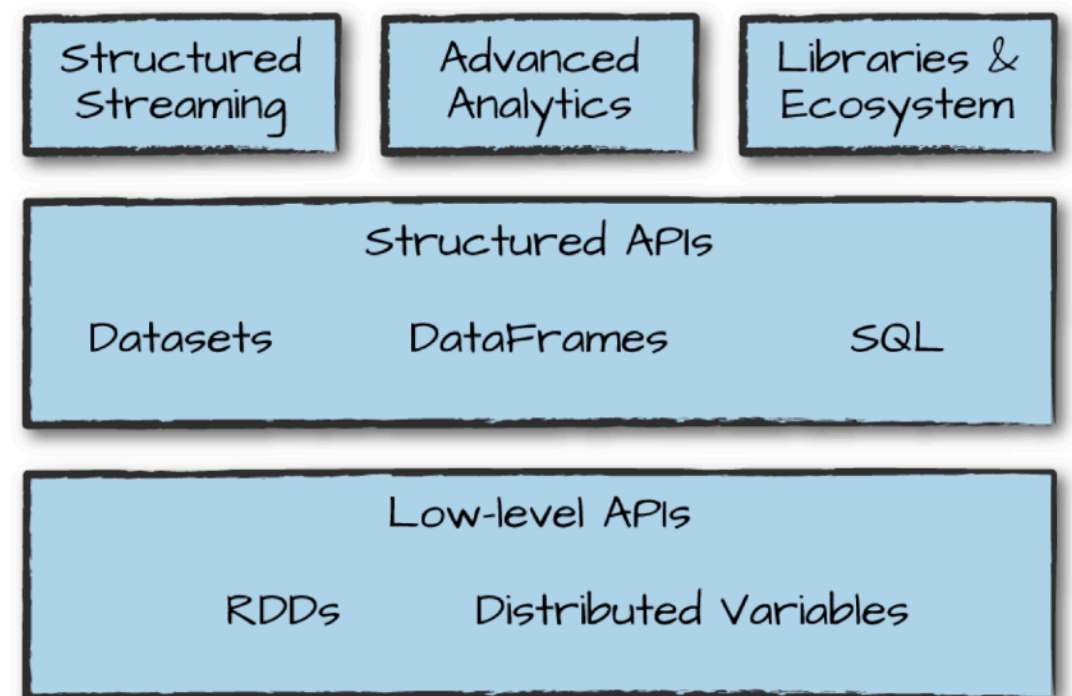 Structured
Streaming
Advanced
Analytics
Libraries &
Ecosystem
Structured APIs
Datasets DataFrames SQL
Low-level APIs
RDDs Distributed Variables